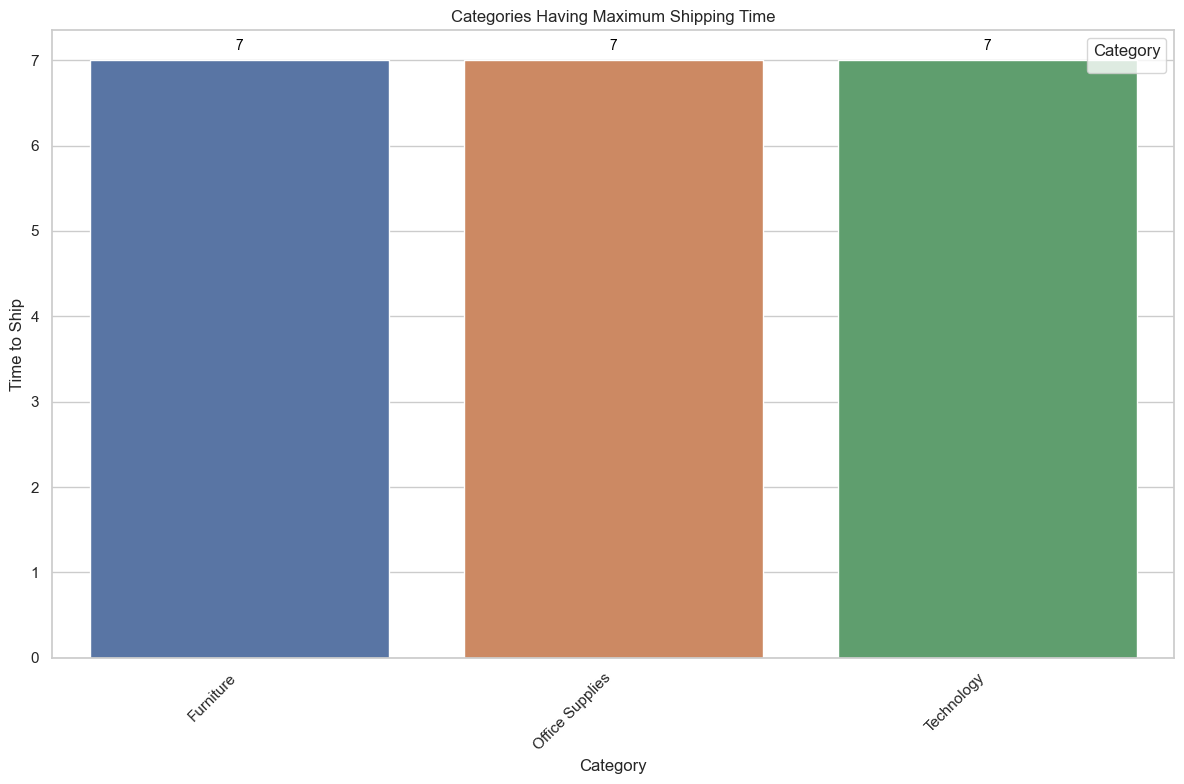 Categories Having Maximum Shipping Time
7 7 7
Category
7
6
5
4
3
2
1
0
Time to Ship
Furniture
Office Supplies
Technology
Category